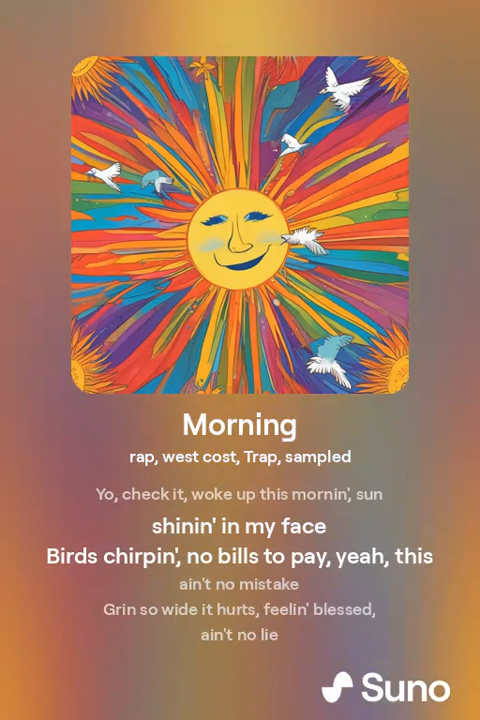 Morning
rap, west cost, Trap, sampled
Yo, check it, woke up this mornin', sun
shinin' in my face
Birds chirpin', no bills to pay, yeah, this
ain't no mistake
Grin so wide it hurts, feelin' blessed,
ain't no lie
Suno